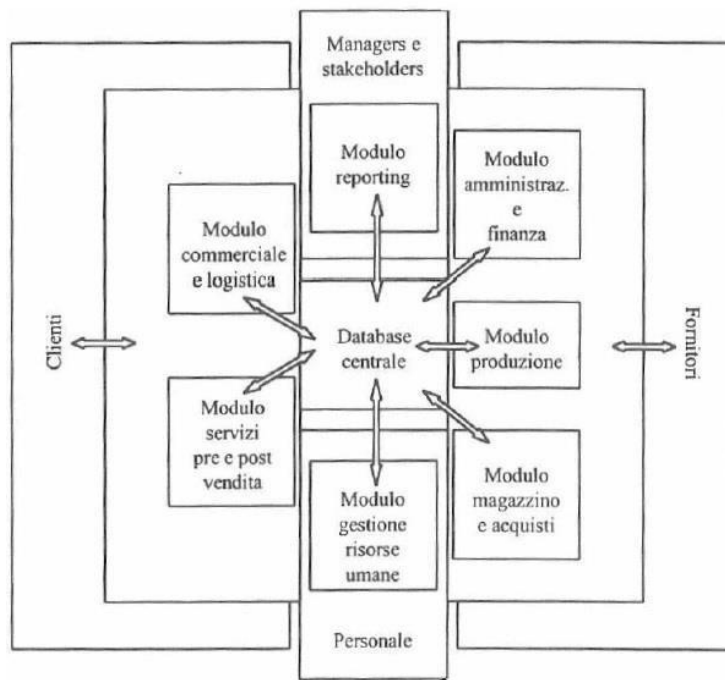 Managers e
stakeholders
Modulo
reporting
Modulo
amministraz.
e
finanza
Modulo
commerciale
e logistica
Clienti
Database
centrale
Modulo
produzione
Fornitori
Modulo
servizi
pre e post
vendita
Modulo
gestione
risorse
umane
Modulo
magazzino
e acquisti
Personale